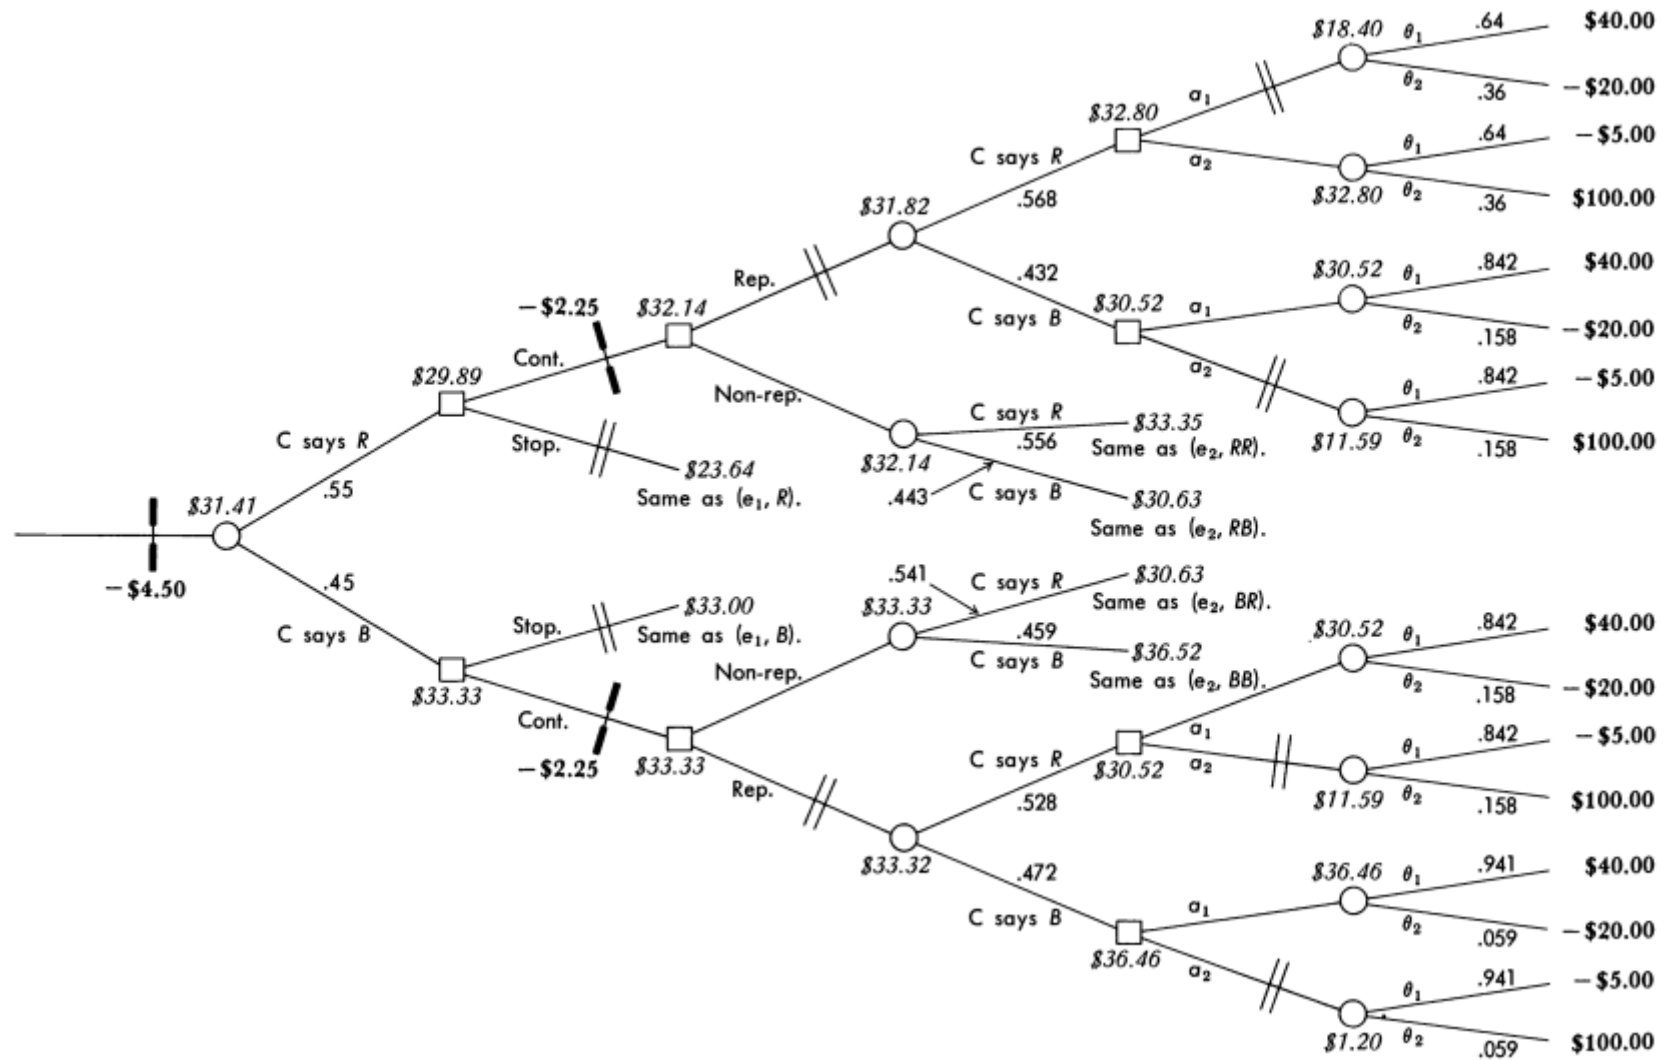 $18.40 θ₁ .64 $40.00
θ₂ .36 –$20.00
a₁
$32.80
C says R
.568
a₂
θ₁ .64 –$5.00
$32.80 θ₂ .36 $100.00
$31.82
Rep.
.432
C says B
$30.52
a₁
$30.52 θ₁ .842 $40.00
θ₂ .158 –$20.00
a₂
θ₁ .842 –$5.00
$11.59 θ₂ .158 $100.00
–$2.25
$32.14
Cont.
Non-rep.
$29.89
C says R
.55
Stop.
$23.64
Same as (e₁, R).
C says R
.556
$33.35
Same as (e₂, RR).
$32.14
.443
C says B
$30.63
Same as (e₂, RB).
$31.41
–$4.50
.541
C says R
$30.63
Same as (e₂, BR).
$33.33
.459
C says B
$36.52
Same as (e₂, BB).
.45
C says B
Stop.
$33.00
Same as (e₁, B).
Non-rep.
$33.33
Cont.
–$2.25
$33.33
Rep.
$30.52 θ₁ .842 $40.00
θ₂ .158 –$20.00
a₁
C says R
.528
$30.52
a₂
θ₁ .842 –$5.00
$11.59 θ₂ .158 $100.00
$33.32
.472
C says B
a₁
$36.46 θ₁ .941 $40.00
θ₂ .059 –$20.00
$36.46
a₂
θ₁ .941 –$5.00
$1.20 θ₂ .059 $100.00